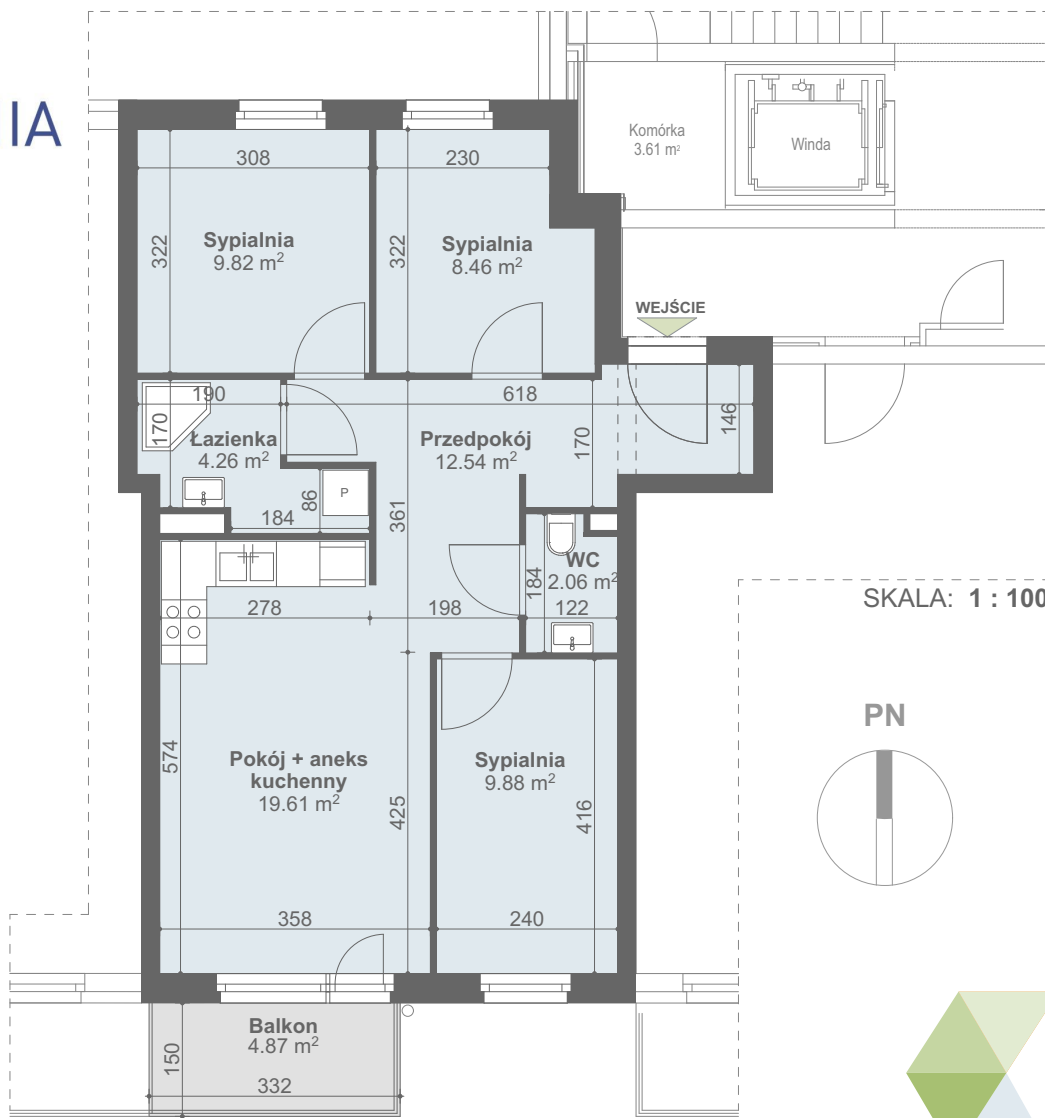 IA
Komórka
3.61 m²
Winda
308
230
322
Sypialnia
9.82 m²
322
Sypialnia
8.46 m²
WEJŚCIE
190
618
170
Łazienka
4.26 m²
Przedpokój
12.54 m²
170
146
P
86
184
361
WC
2.06 m²
184
122
278
198
SKALA: 1 : 100
PN
574
Pokój + aneks
kuchenny
19.61 m²
425
Sypialnia
9.88 m²
416
358
240
Balkon
4.87 m²
150
332